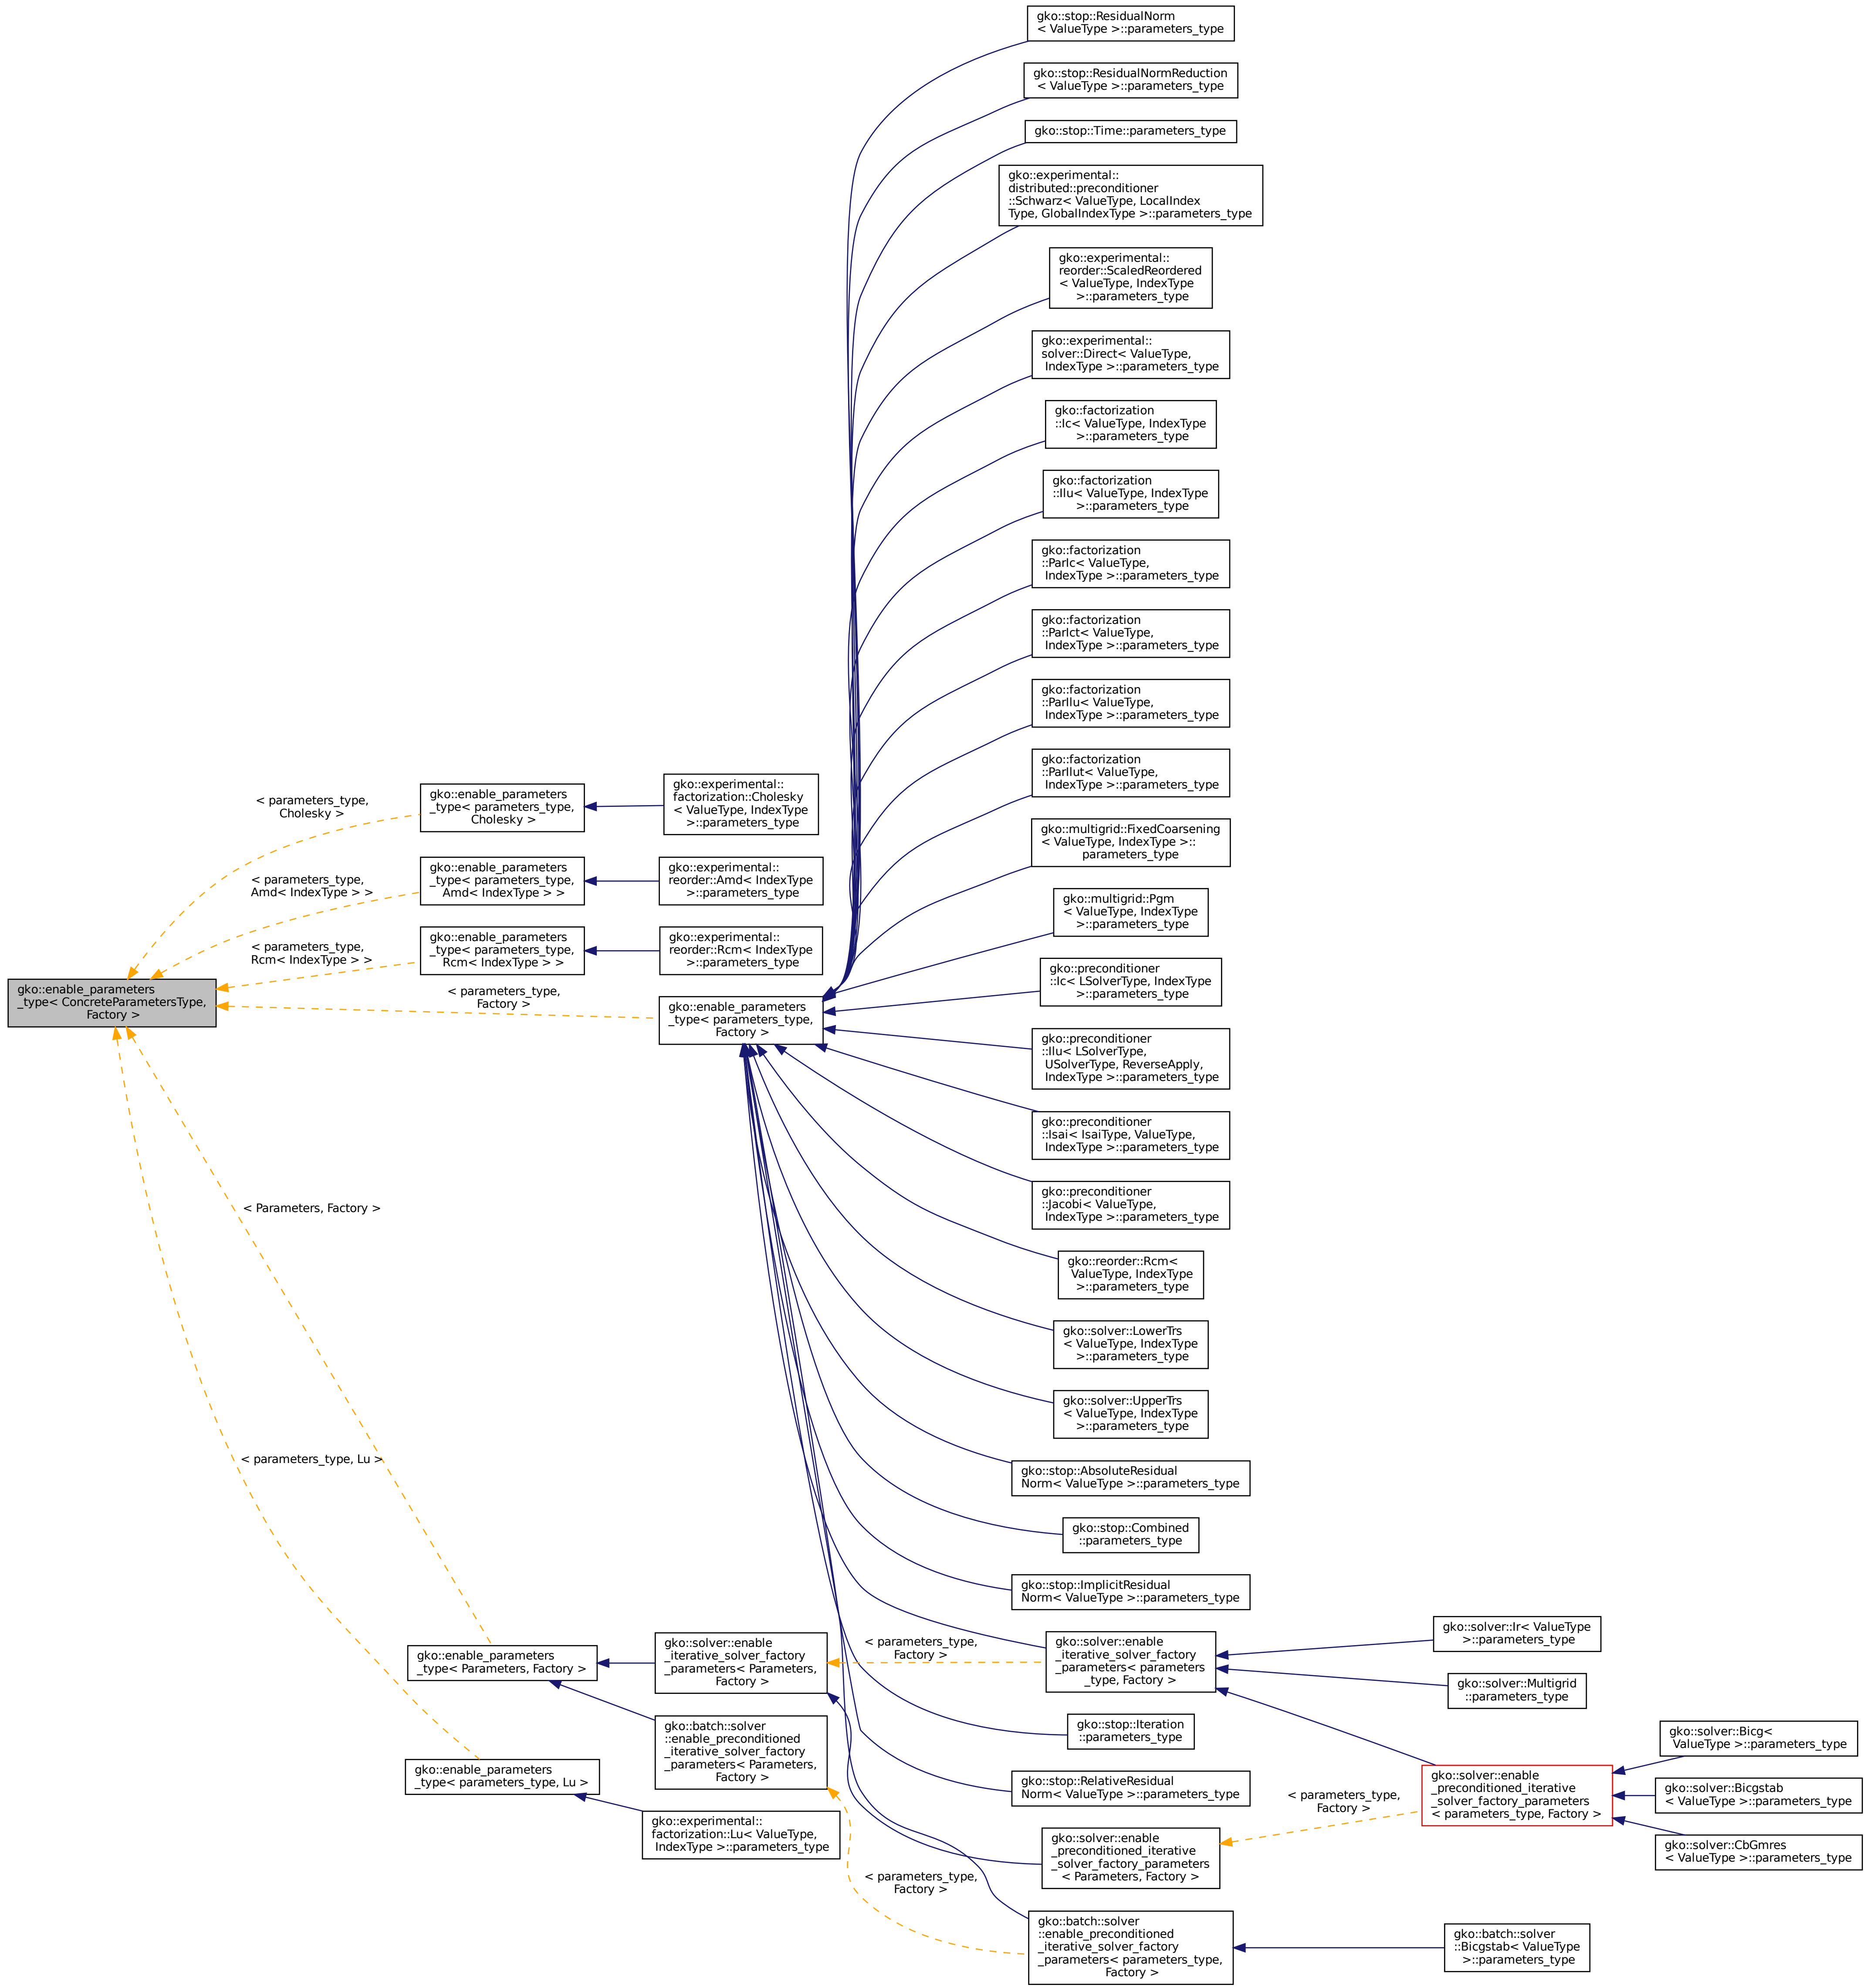 gko::stop::ResidualNorm
< ValueType >::parameters_type
gko::stop::ResidualNormReduction
< ValueType >::parameters_type
gko::stop::Time::parameters_type
gko::experimental::
distributed::preconditioner
::Schwarz< ValueType, LocalIndex
Type, GlobalIndexType >::parameters_type
gko::experimental::
reorder::ScaledReordered
< ValueType, IndexType
>::parameters_type
gko::experimental::
solver::Direct< ValueType,
IndexType >::parameters_type
gko::factorization
::Ic< ValueType, IndexType
>::parameters_type
gko::factorization
::Ilu< ValueType, IndexType
>::parameters_type
gko::factorization
::ParIc< ValueType,
IndexType >::parameters_type
gko::factorization
::ParIct< ValueType,
IndexType >::parameters_type
gko::factorization
::ParIlu< ValueType,
IndexType >::parameters_type
gko::factorization
::ParIlut< ValueType,
IndexType >::parameters_type
gko::multigrid::FixedCoarsening
< ValueType, IndexType >::
parameters_type
gko::multigrid::Pgm
< ValueType, IndexType
>::parameters_type
gko::preconditioner
::Ic< LSolverType, IndexType
>::parameters_type
gko::preconditioner
::Ilu< LSolverType,
USolverType, ReverseApply,
IndexType >::parameters_type
gko::preconditioner
::Isai< IsaiType, ValueType,
IndexType >::parameters_type
gko::preconditioner
::Jacobi< ValueType,
IndexType >::parameters_type
gko::reorder::Rcm<
ValueType, IndexType
>::parameters_type
gko::solver::LowerTrs
< ValueType, IndexType
>::parameters_type
gko::solver::UpperTrs
< ValueType, IndexType
>::parameters_type
gko::stop::AbsoluteResidual
Norm< ValueType >::parameters_type
gko::stop::Combined
::parameters_type
gko::stop::ImplicitResidual
Norm< ValueType >::parameters_type
gko::solver::enable
_iterative_solver_factory
_parameters< parameters
_type, Factory >
gko::stop::Iteration
::parameters_type
gko::stop::RelativeResidual
Norm< ValueType >::parameters_type
gko::solver::enable
_preconditioned_iterative
_solver_factory_parameters
< Parameters, Factory >
gko::batch::solver
::enable_preconditioned
_iterative_solver_factory
_parameters< parameters_type,
Factory >
< parameters_type,
Cholesky >
gko::enable_parameters
_type< parameters_type,
Cholesky >
gko::experimental::
factorization::Cholesky
< ValueType, IndexType
>::parameters_type
< parameters_type,
Amd< IndexType > >
gko::enable_parameters
_type< parameters_type,
Amd< IndexType > >
gko::experimental::
reorder::Amd< IndexType
>::parameters_type
< parameters_type,
Rcm< IndexType > >
gko::enable_parameters
_type< parameters_type,
Rcm< IndexType > >
gko::experimental::
reorder::Rcm< IndexType
>::parameters_type
gko::enable_parameters
_type< ConcreteParametersType,
Factory >
< parameters_type,
Factory >
gko::enable_parameters
_type< parameters_type,
Factory >
< Parameters, Factory >
< parameters_type, Lu >
gko::enable_parameters
_type< Parameters, Factory >
gko::solver::enable
_iterative_solver_factory
_parameters< Parameters,
Factory >
< parameters_type,
Factory >
gko::batch::solver
::enable_preconditioned
_iterative_solver_factory
_parameters< Parameters,
Factory >
gko::enable_parameters
_type< parameters_type, Lu >
gko::experimental::
factorization::Lu< ValueType,
IndexType >::parameters_type
< parameters_type,
Factory >
gko::solver::Ir< ValueType
>::parameters_type
gko::solver::Multigrid
::parameters_type
< parameters_type,
Factory >
gko::solver::enable
_preconditioned_iterative
_solver_factory_parameters
< parameters_type, Factory >
gko::solver::Bicg<
ValueType >::parameters_type
gko::solver::Bicgstab
< ValueType >::parameters_type
gko::solver::CbGmres
< ValueType >::parameters_type
gko::batch::solver
::Bicgstab< ValueType
>::parameters_type